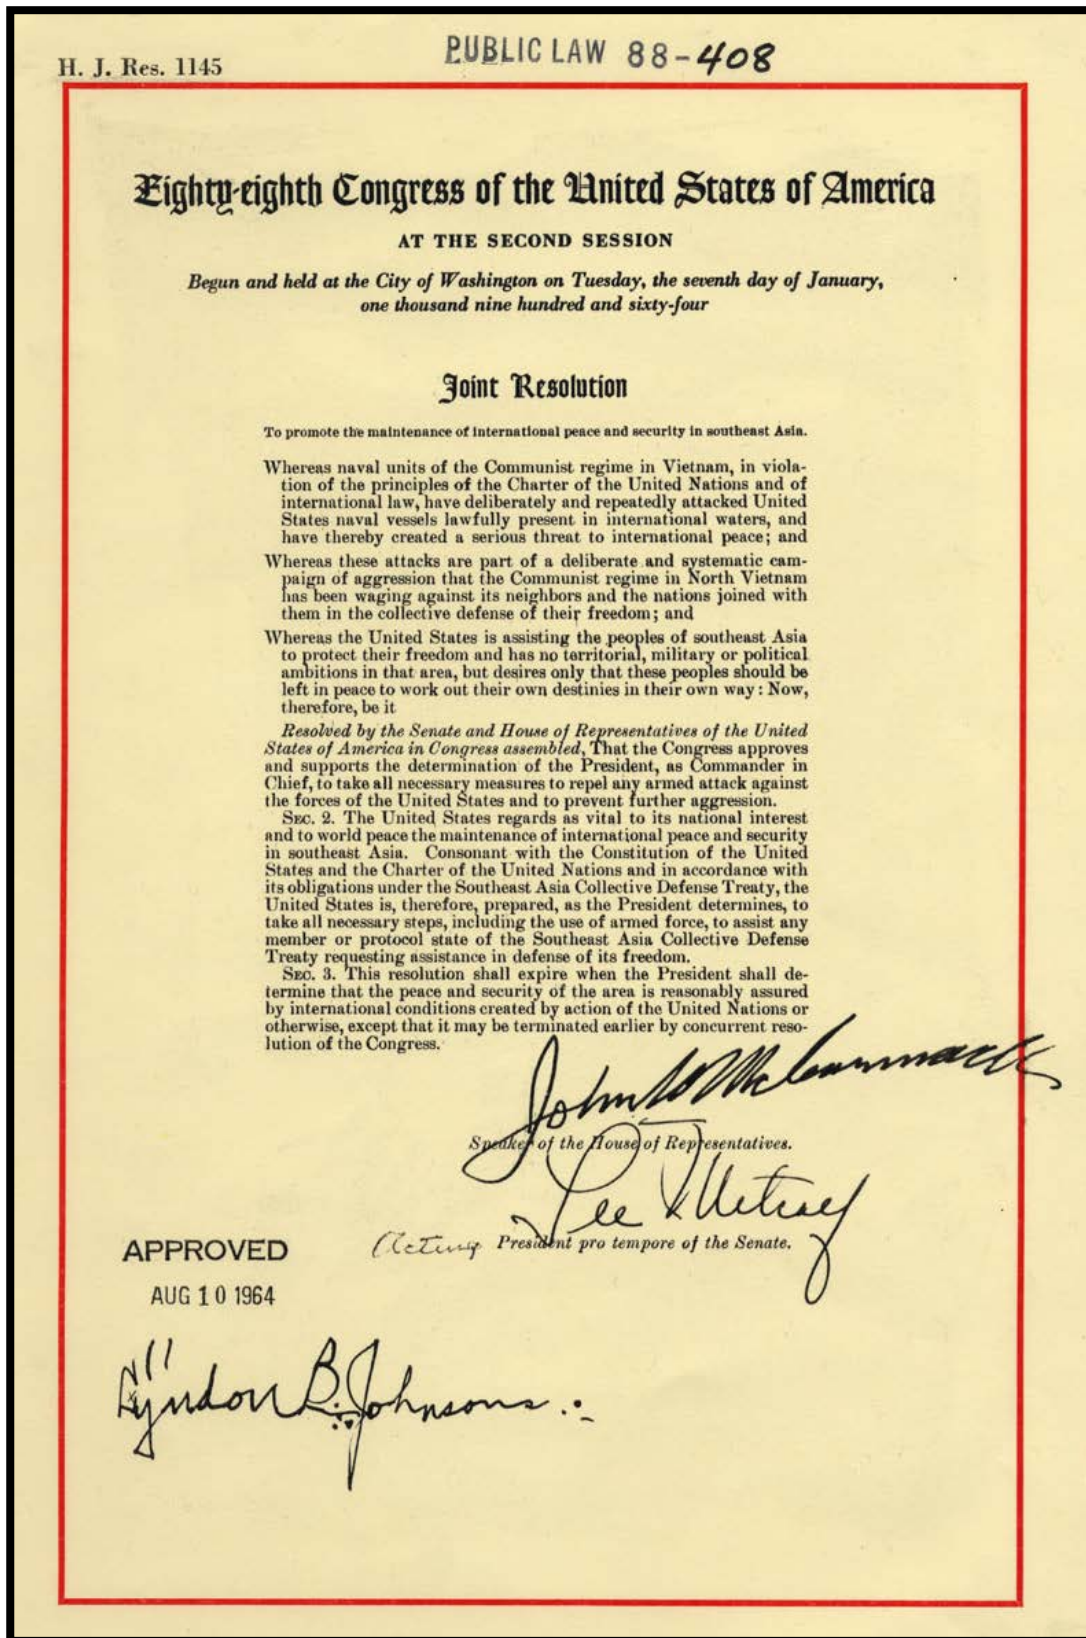 H. J. Res. 1145
PUBLIC LAW 88-408
Eighty-eighth Congress of the United States of America
AT THE SECOND SESSION
Begun and held at the City of Washington on Tuesday, the seventh day of January,
one thousand nine hundred and sixty-four
Joint Resolution
To promote the maintenance of international peace and security in southeast Asia.
Whereas naval units of the Communist regime in Vietnam, in viola-
tion of the principles of the Charter of the United Nations and of
international law, have deliberately and repeatedly attacked United
States naval vessels lawfully present in international waters, and
have thereby created a serious threat to international peace; and
Whereas these attacks are part of a deliberate and systematic cam-
paign of aggression that the Communist regime in North Vietnam
has been waging against its neighbors and the nations joined with
them in the collective defense of their freedom; and
Whereas the United States is assisting the peoples of southeast Asia
to protect their freedom and has no territorial, military or political
ambitions in that area, but desires only that these peoples should be
left in peace to work out their own destinies in their own way: Now,
therefore, be it
Resolved by the Senate and House of Representatives of the United
States of America in Congress assembled, That the Congress approves
and supports the determination of the President, as Commander in
Chief, to take all necessary measures to repel any armed attack against
the forces of the United States and to prevent further aggression.
SEC. 2. The United States regards as vital to its national interest
and to world peace the maintenance of international peace and security
in southeast Asia. Consonant with the Constitution of the United
States and the Charter of the United Nations and in accordance with
its obligations under the Southeast Asia Collective Defense Treaty, the
United States is, therefore, prepared, as the President determines, to
take all necessary steps, including the use of armed force, to assist any
member or protocol state of the Southeast Asia Collective Defense
Treaty requesting assistance in defense of its freedom.
SEC. 3. This resolution shall expire when the President shall de-
termine that the peace and security of the area is reasonably assured
by international conditions created by action of the United Nations or
otherwise, except that it may be terminated earlier by concurrent reso-
lution of the Congress.
John W McCormack
Speaker of the House of Representatives.
Lee Metcalf
Acting President pro tempore of the Senate.
APPROVED
AUG 10 1964
Lyndon B. Johnson